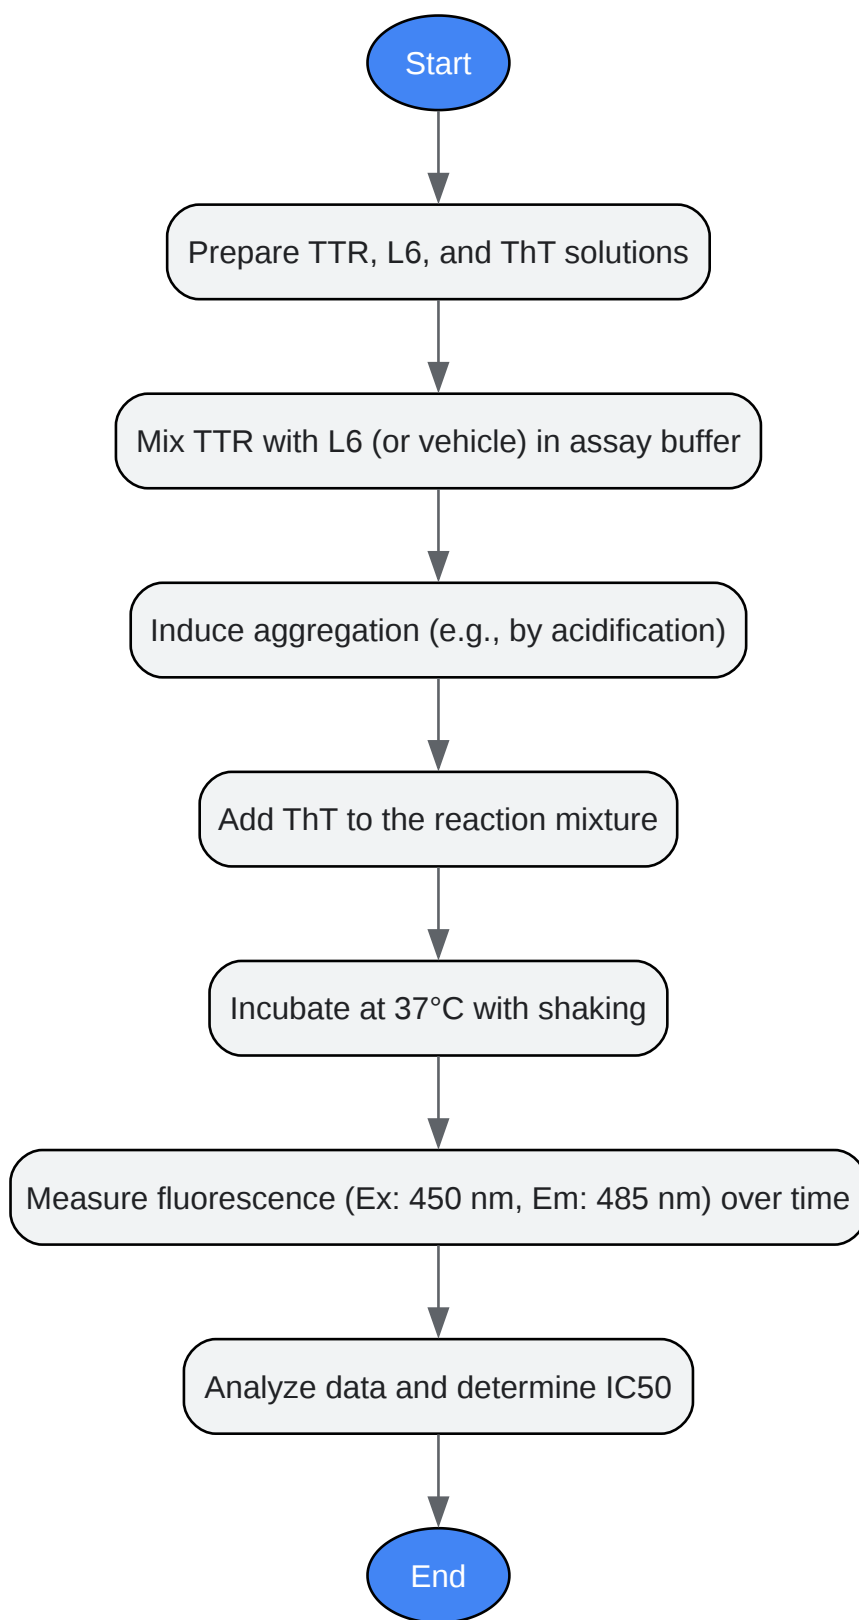 Start
Prepare TTR, L6, and ThT solutions
Mix TTR with L6 (or vehicle) in assay buffer
Induce aggregation (e.g., by acidification)
Add ThT to the reaction mixture
Incubate at 37°C with shaking
Measure fluorescence (Ex: 450 nm, Em: 485 nm) over time
Analyze data and determine IC50
End